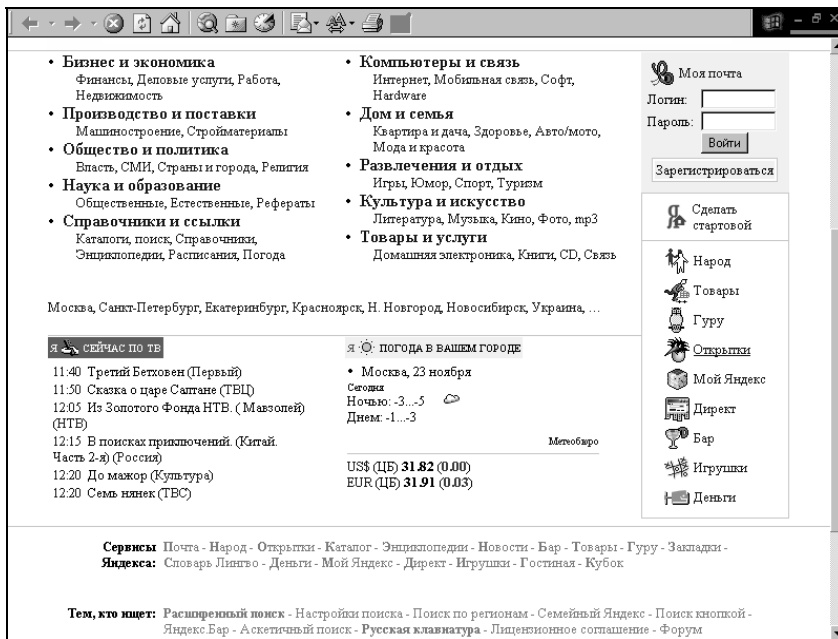 • Бизнес и экономика
Финансы, Деловые услуги, Работа,
Недвижимость
• Производство и поставки
Машиностроение, Стройматериалы
• Общество и политика
Власть, СМИ, Страны и города, Религия
• Наука и образование
Общественные, Естественные, Рефераты
• Справочники и ссылки
Каталоги, поиск, Справочники,
Энциклопедии, Расписания, Погода
• Компьютеры и связь
Интернет, Мобильная связь, Софт,
Hardware
• Дом и семья
Квартира и дача, Здоровье, Авто/мото,
Мода и красота
• Развлечения и отдых
Игры, Юмор, Спорт, Туризм
• Культура и искусство
Литература, Музыка, Кино, Фото, mp3
• Товары и услуги
Домашняя электроника, Книги, CD, Связь
Москва, Санкт-Петербург, Екатеринбург, Красноярск, Н. Новгород, Новосибирск, Украина, ...
Я СЕЙЧАС ПО ТВ
11:40 Третий Бетховен (Первый)
11:50 Сказка о царе Салтане (ТВЦ)
12:05 Из Золотого Фонда НТВ. ( Мавзолей)
(НТВ)
12:15 В поисках приключений. (Китай.
Часть 2-я) (Россия)
12:20 До мажор (Культура)
12:20 Семь нянек (ТВС)
Я ПОГОДА В ВАШЕМ ГОРОДЕ
• Москва, 23 ноября
Сегодня
Ночью: -3...-5
Днем: -1...-3
Метеобюро
US$ (ЦБ) 31.82 (0.00)
EUR (ЦБ) 31.91 (0.03)
Моя почта
Логин:
Пароль:
Войти
Зарегистрироваться
Сделать
стартовой
Народ
Товары
Гуру
Открытки
Мой Яндекс
Директ
Бар
Игрушки
Деньги
Сервисы Почта - Народ - Открытки - Каталог - Энциклопедии - Новости - Бар - Товары - Гуру - Закладки -
Яндекса: Словарь Лингво - Деньги - Мой Яндекс - Директ - Игрушки - Гостиная - Кубок
Тем, кто ищет: Расширенный поиск - Настройки поиска - Поиск по регионам - Семейный Яндекс - Поиск кнопкой -
Яндекс.Бар - Аскетичный поиск - Русская клавиатура - Лицензионное соглашение - Форум